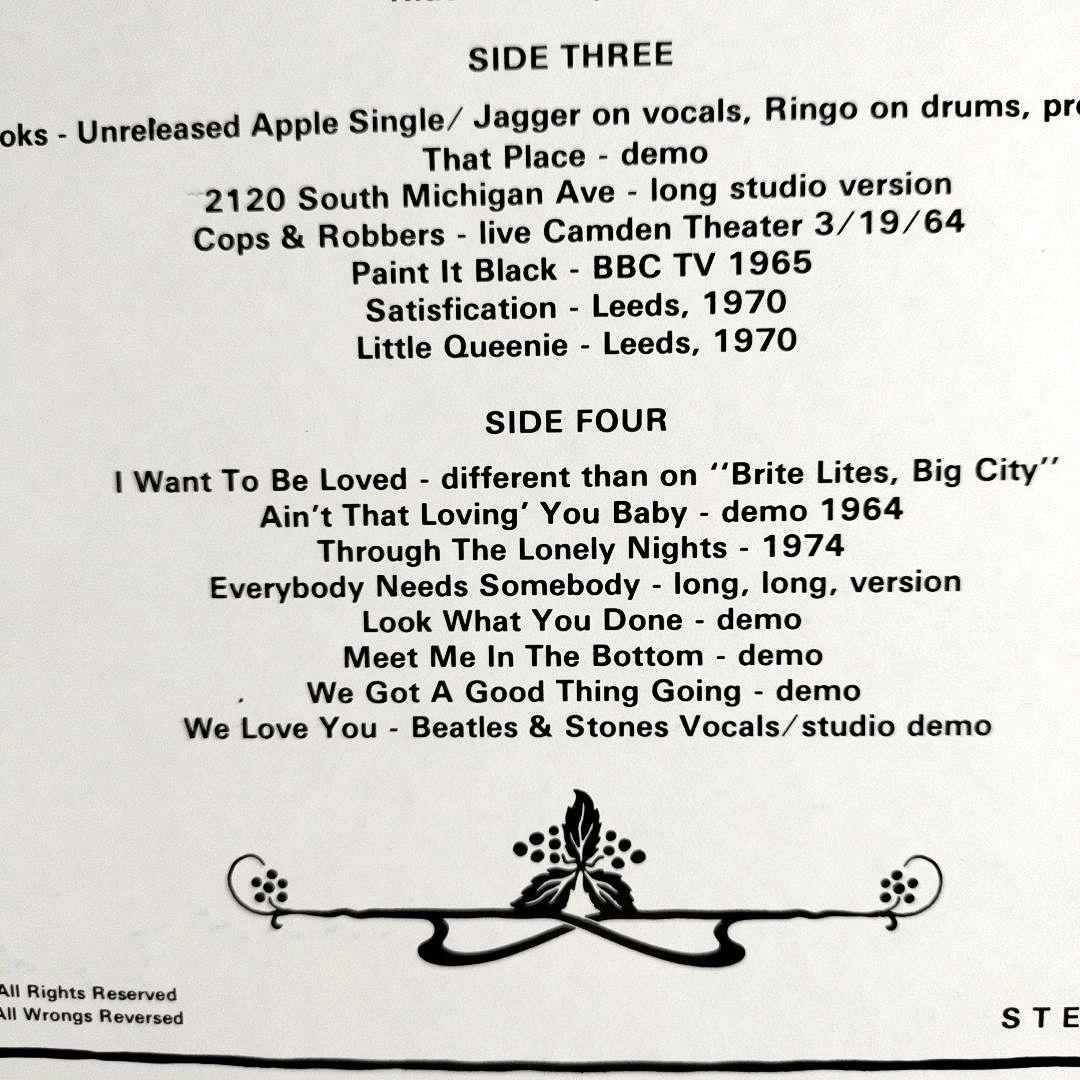 SIDE THREE
oks - Unreleased Apple Single/ Jagger on vocals, Ringo on drums, pro
That Place - demo
2120 South Michigan Ave - long studio version
Cops & Robbers - live Camden Theater 3/19/64
Paint It Black - BBC TV 1965
Satisfication - Leeds, 1970
Little Queenie - Leeds, 1970
SIDE FOUR
I Want To Be Loved - different than on ‘‘Brite Lites, Big City’’
Ain't That Loving' You Baby - demo 1964
Through The Lonely Nights - 1974
Everybody Needs Somebody - long, long, version
Look What You Done - demo
Meet Me In The Bottom - demo
We Got A Good Thing Going - demo
We Love You - Beatles & Stones Vocals/studio demo
All Rights Reserved
All Wrongs Reversed
STE